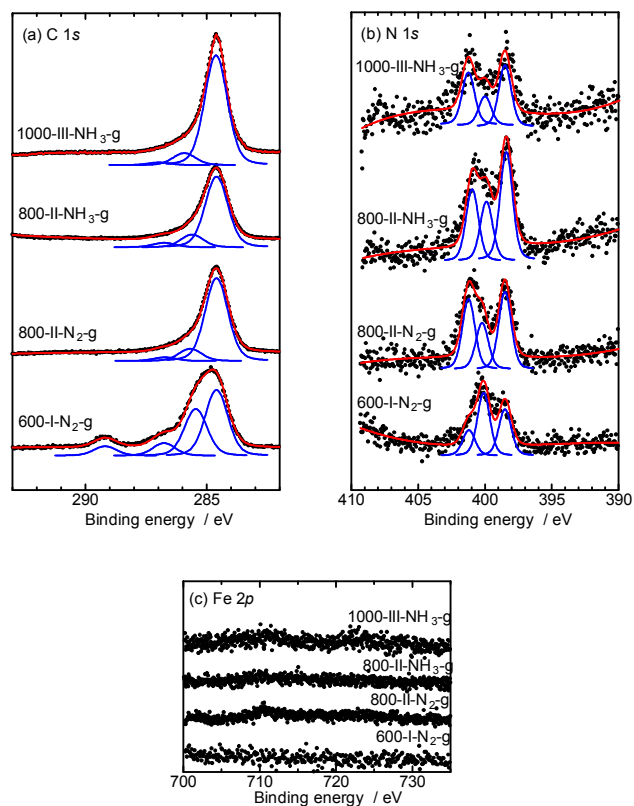 (a) C 1s
1000-III-NH3-g
800-II-NH3-g
800-II-N2-g
600-I-N2-g
290 285
Binding energy / eV
(b) N 1s
1000-III-NH3-g
800-II-NH3-g
800-II-N2-g
600-I-N2-g
410 405 400 395 390
Binding energy / eV
(c) Fe 2p
1000-III-NH3-g
800-II-NH3-g
800-II-N2-g
600-I-N2-g
700 710 720 730
Binding energy / eV